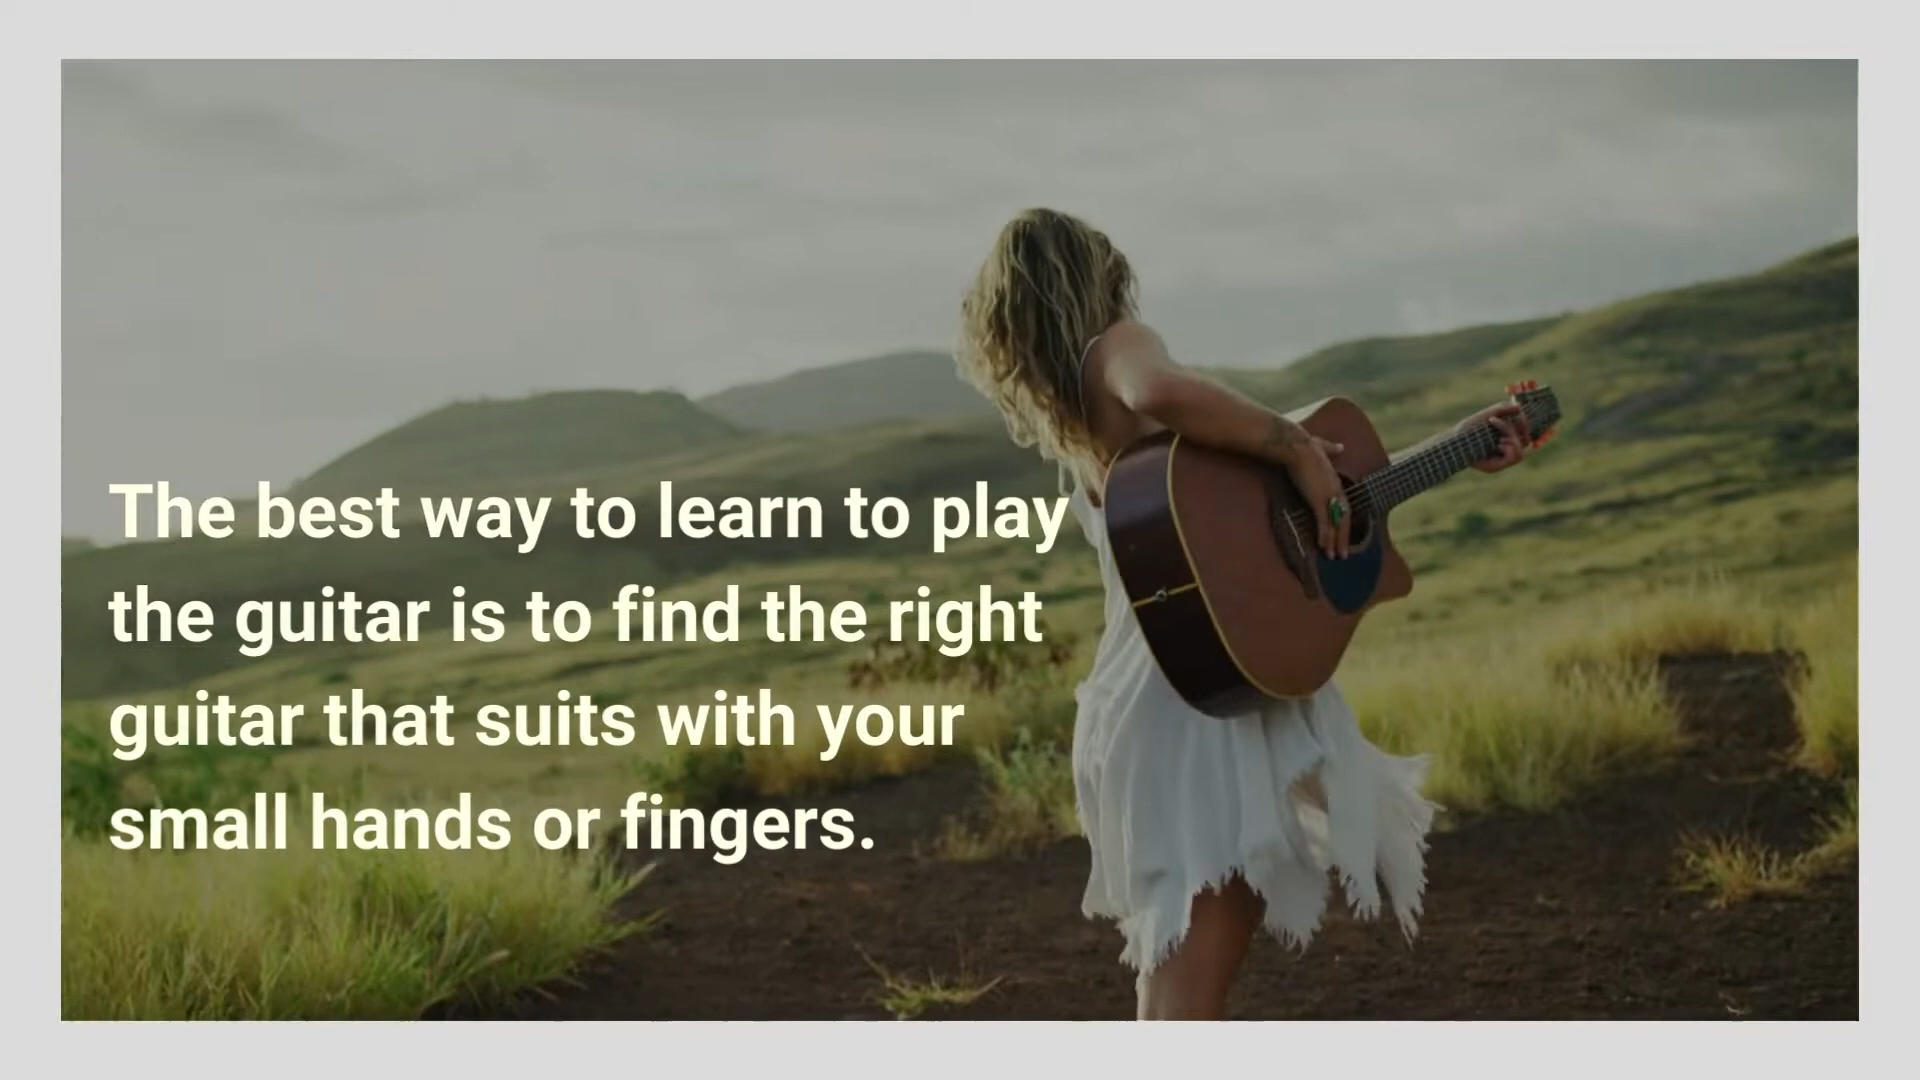 The best way to learn to play
the guitar is to find the right
guitar that suits with your
small hands or fingers.